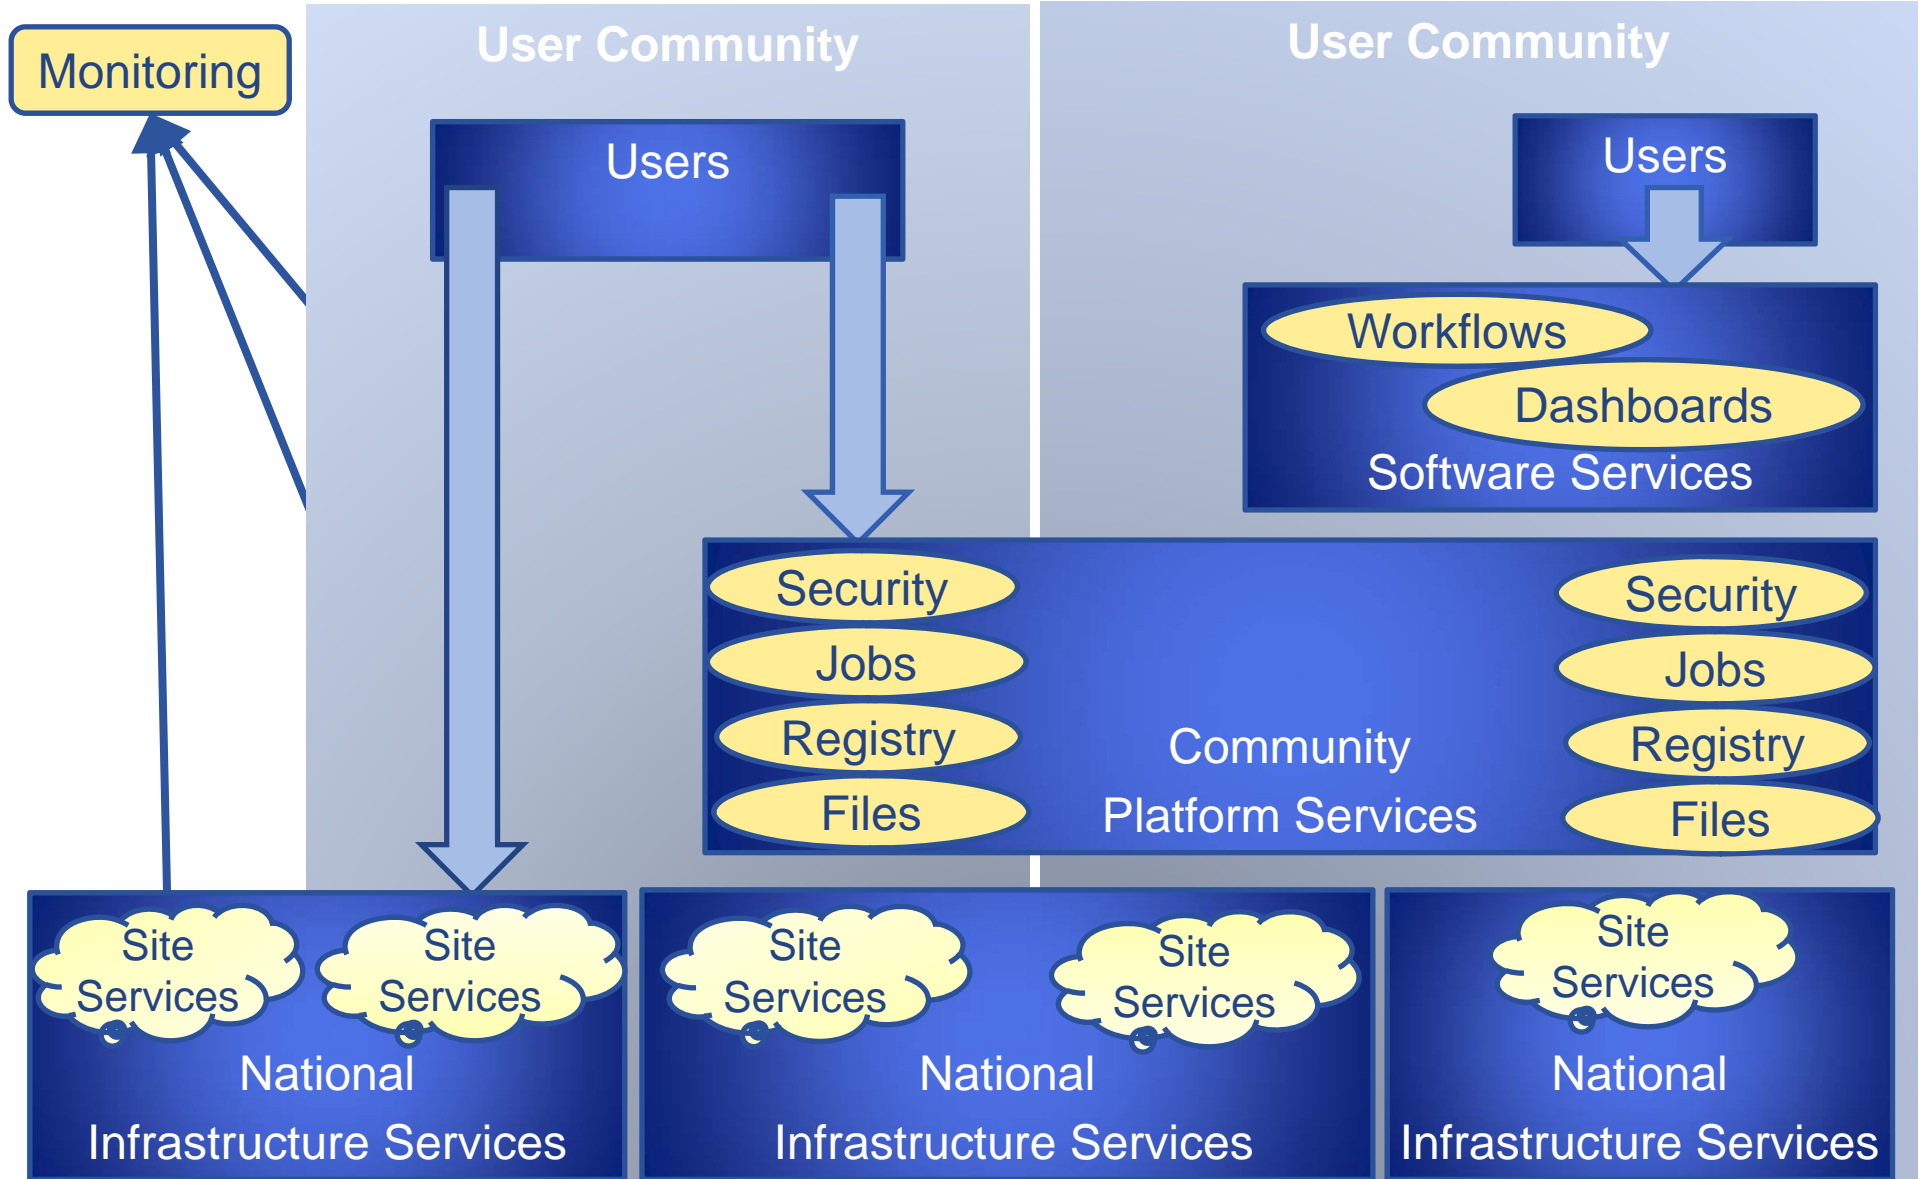 Monitoring
User Community
User Community
Users
Users
Workflows
Dashboards
Software Services
Security
Jobs
Registry
Files
Community
Platform Services
Security
Jobs
Registry
Files
Site
Services
Site
Services
National
Infrastructure Services
Site
Services
Site
Services
National
Infrastructure Services
Site
Services
National
Infrastructure Services